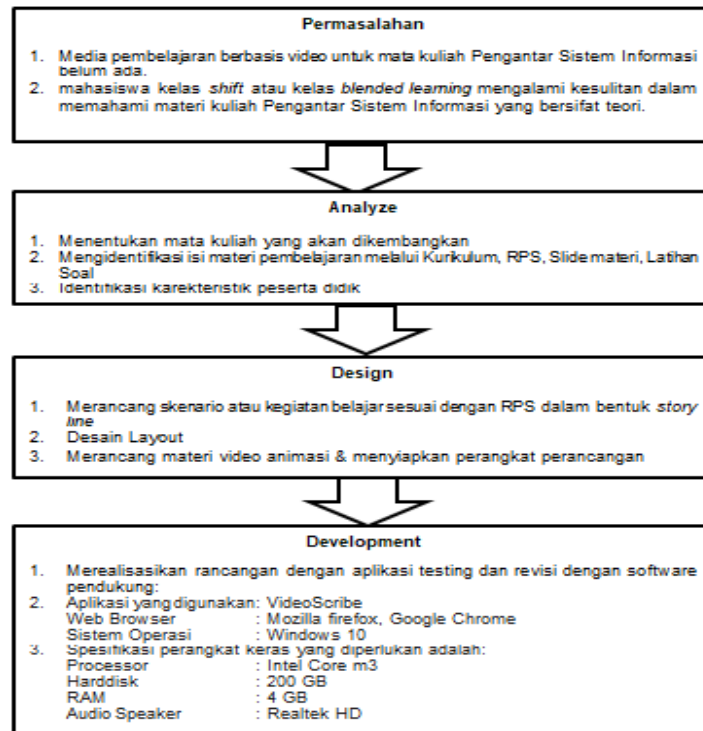 Permasalahan
1. Media pembelajaran berbasis video untuk mata kuliah Pengantar Sistem Informasi
belum ada.
2. mahasiswa kelas shift atau kelas blended learning mengalami kesulitan dalam
memahami materi kuliah Pengantar Sistem Informasi yang bersifat teori.
Analyze
1. Menentukan mata kuliah yang akan dikembangkan
2. Mengidentifikasi isi materi pembelajaran melalui Kurikulum, RPS, Slide materi, Latihan
Soal
3. Identifikasi karekteristik peserta didik
Design
1. Merancang skenario atau kegiatan belajar sesuai dengan RPS dalam bentuk story
line
2. Desain Layout
3. Merancang materi video animasi & menyiapkan perangkat perancangan
Development
1. Merealisasikan rancangan dengan aplikasi testing dan revisi dengan software
pendukung:
2. Aplikasi yang digunakan: VideoScribe
Web Browser : Mozilla firefox, Google Chrome
Sistem Operasi : Windows 10
3. Spesifikasi perangkat keras yang diperlukan adalah:
Processor : Intel Core m3
Harddisk : 200 GB
RAM : 4 GB
Audio Speaker : Realtek HD